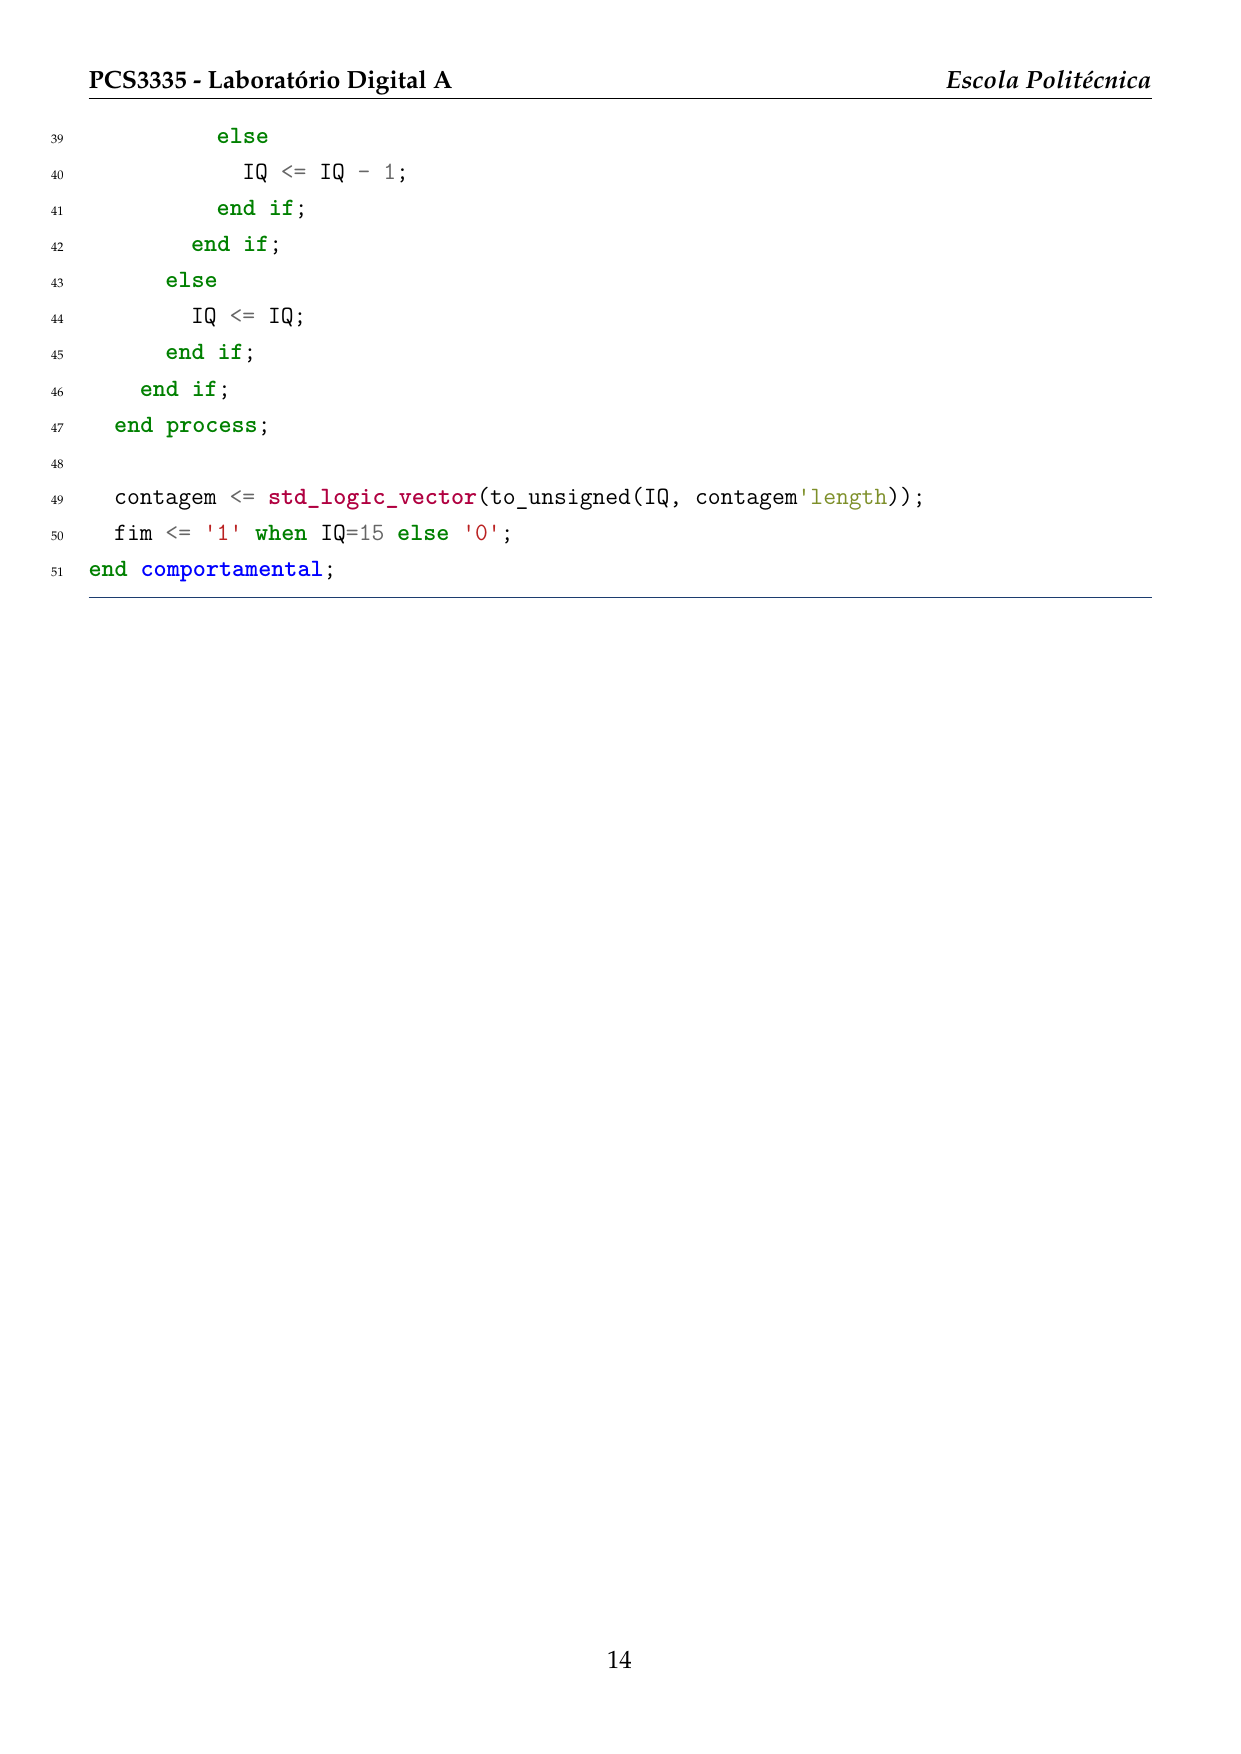 PCS3335 - Laboratório Digital A Escola Politécnica
39 else
40 IQ <= IQ - 1;
41 end if;
42 end if;
43 else
44 IQ <= IQ;
45 end if;
46 end if;
47 end process;
48
49 contagem <= std_logic_vector(to_unsigned(IQ, contagem'length));
50 fim <= '1' when IQ=15 else '0';
51 end comportamental;
14